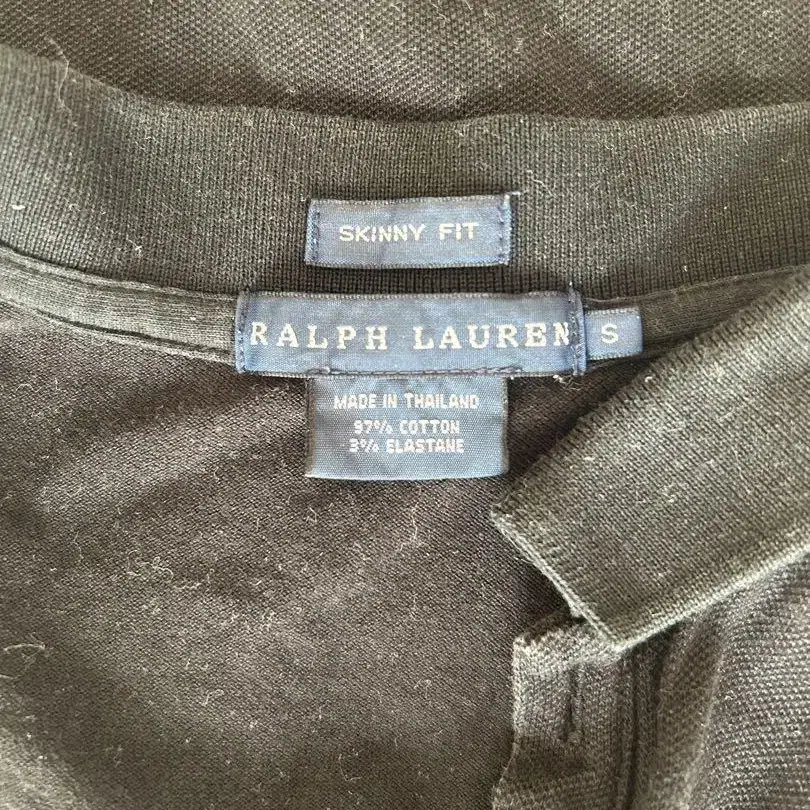 SKINNY FIT
RALPH LAUREN S
MADE IN THAILAND
97% COTTON
3% ELASTANE